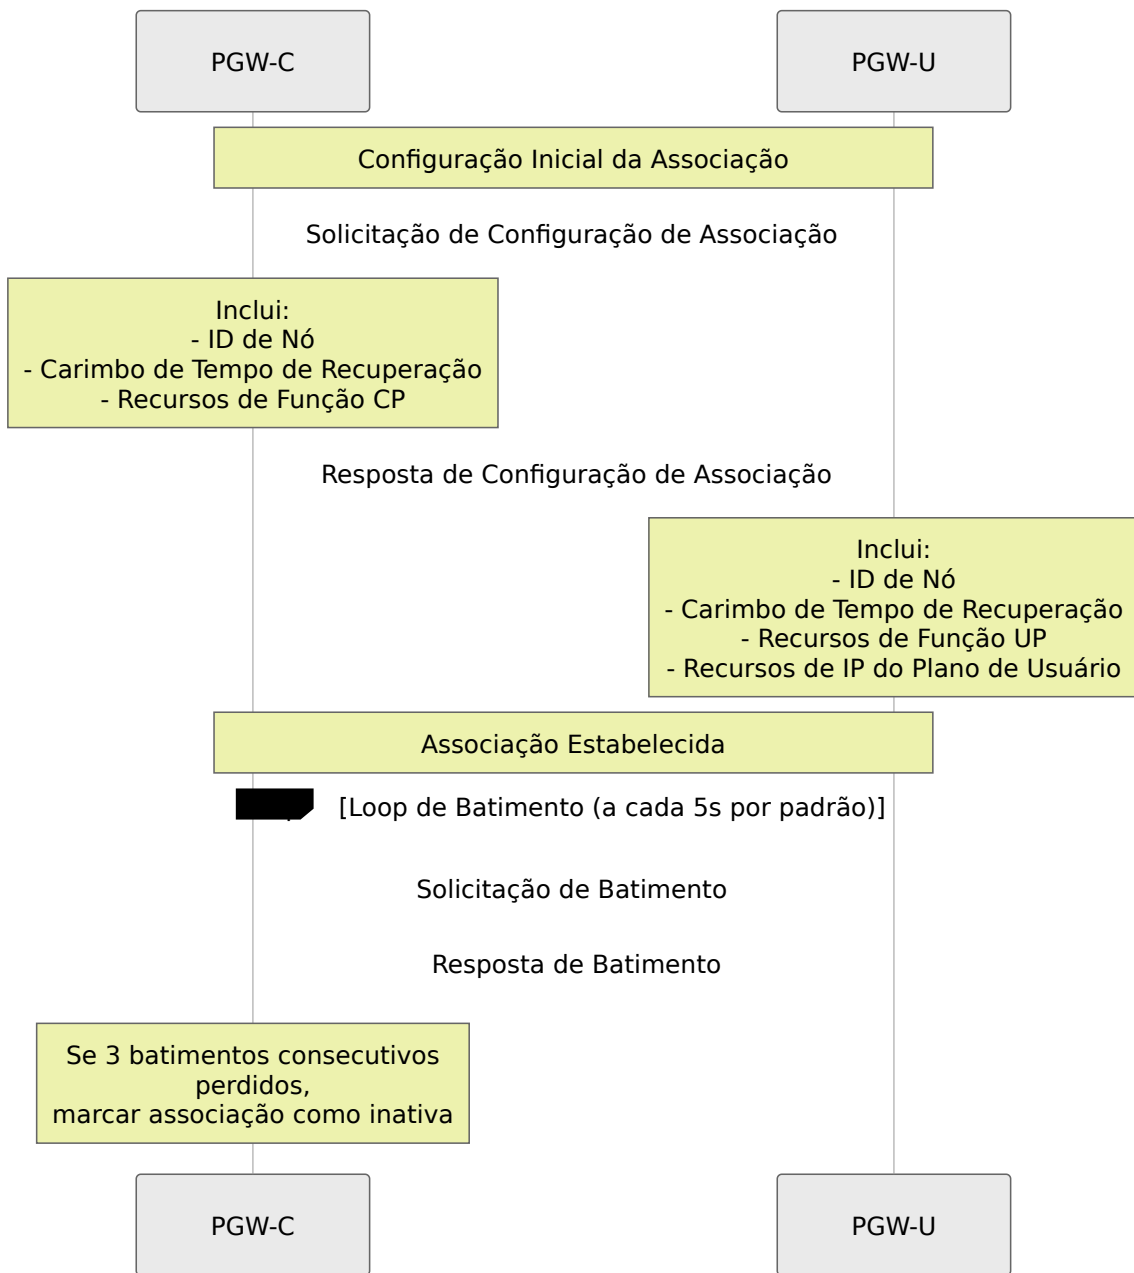 PGW-C
PGW-U
Configuração Inicial da Associação
Solicitação de Configuração de Associação
Inclui:
- ID de Nó
- Carimbo de Tempo de Recuperação
- Recursos de Função CP
Resposta de Configuração de Associação
Inclui:
- ID de Nó
- Carimbo de Tempo de Recuperação
- Recursos de Função UP
- Recursos de IP do Plano de Usuário
Associação Estabelecida
[Loop de Batimento (a cada 5s por padrão)]
Solicitação de Batimento
Resposta de Batimento
Se 3 batimentos consecutivos
perdidos,
marcar associação como inativa
PGW-C
PGW-U